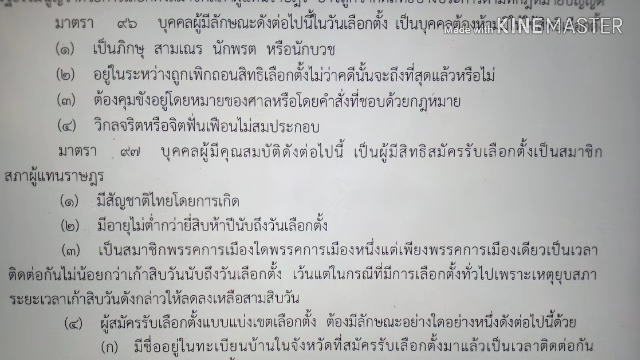 มาตรา ๙๖ บุคคลผู้มีลักษณะดังต่อไปนี้ในวันเลือกตั้ง เป็นบุคคลต้องห้าม
Made with KINEMASTER
(๑) เป็นภิกษุ สามเณร นักพรต หรือนักบวช
(๒) อยู่ในระหว่างถูกเพิกถอนสิทธิเลือกตั้งไม่ว่าคดีนั้นจะถึงที่สุดแล้วหรือไม่
(๓) ต้องคุมขังอยู่โดยหมายของศาลหรือโดยคำสั่งที่ชอบด้วยกฎหมาย
(๔) วิกลจริตหรือจิตฟั่นเฟือนไม่สมประกอบ
มาตรา ๙๗ บุคคลผู้มีคุณสมบัติดังต่อไปนี้ เป็นผู้มีสิทธิสมัครรับเลือกตั้งเป็นสมาชิก
สภาผู้แทนราษฎร
(๑) มีสัญชาติไทยโดยการเกิด
(๒) มีอายุไม่ต่ำกว่ายี่สิบห้าปีนับถึงวันเลือกตั้ง
(๓) เป็นสมาชิกพรรคการเมืองใดพรรคการเมืองหนึ่งแต่เพียงพรรคการเมืองเดียวเป็นเวลา
ติดต่อกันไม่น้อยกว่าเก้าสิบวันนับถึงวันเลือกตั้ง เว้นแต่ในกรณีที่มีการเลือกตั้งทั่วไปเพราะเหตุยุบสภา
ระยะเวลาเก้าสิบวันดังกล่าวให้ลดลงเหลือสามสิบวัน
(๔) ผู้สมัครรับเลือกตั้งแบบแบ่งเขตเลือกตั้ง ต้องมีลักษณะอย่างใดอย่างหนึ่งดังต่อไปนี้ด้วย
(ก) มีชื่ออยู่ในทะเบียนบ้านในจังหวัดที่สมัครรับเลือกตั้งมาแล้วเป็นเวลาติดต่อกัน